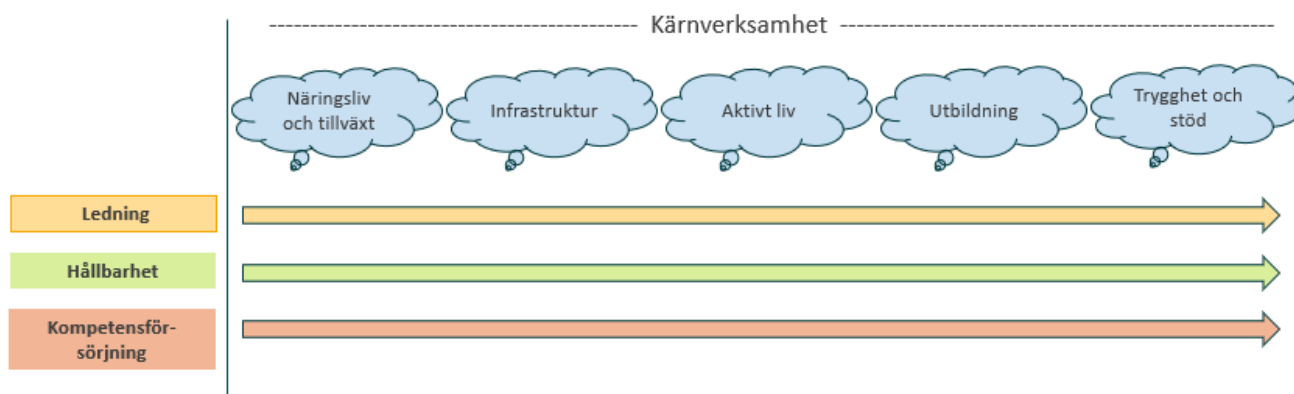 Kärnverksamhet
Näringsliv
och tillväxt
Infrastruktur
Aktivt liv
Utbildning
Trygghet och
stöd
Ledning
Hållbarhet
Kompetensför-
sörjning